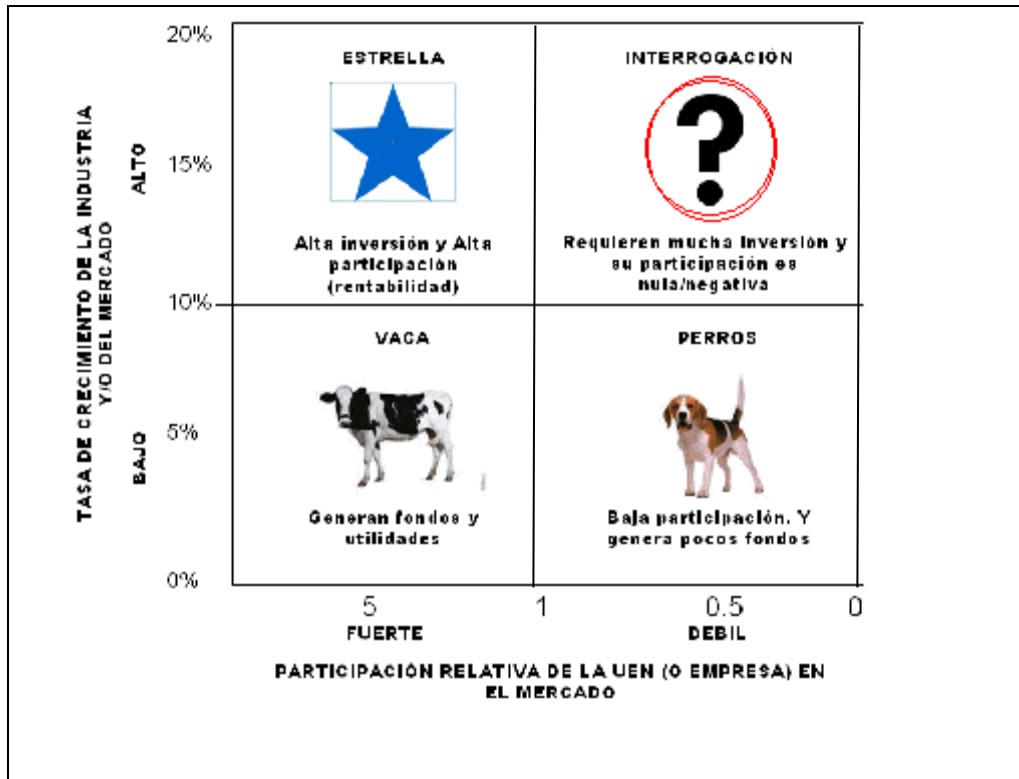 20%
ESTRELLA
INTERROGACIÓN
?
TASA DE CRECIMIENTO DE LA INDUSTRIA
Y/O DEL MERCADO
ALTO
15%
Alta inversión y Alta
participación
(rentabilidad)
Requieren mucha inversión y
su participación es
nula/negativa
10%
VACA
PERROS
BAJO
5%
Generan fondos y
utilidades
Baja participación. Y
genera pocos fondos
0%
5
1
0.5
0
FUERTE
DEBIL
PARTICIPACIÓN RELATIVA DE LA UEN (O EMPRESA) EN
EL MERCADO